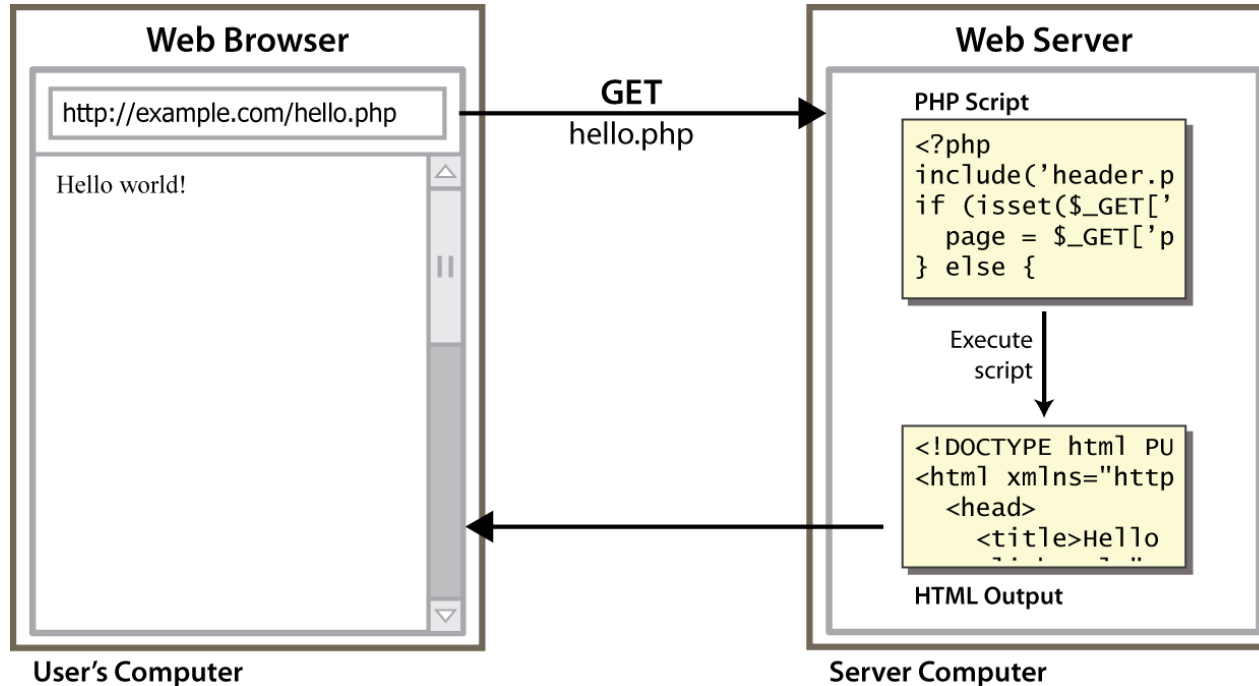 Web Browser
http://example.com/hello.php
Hello world!
User's Computer
GET
hello.php
Web Server
PHP Script
<?php
include('header.p
if (isset($_GET['
  page = $_GET['p
} else {
Execute
script
<!DOCTYPE html PU
<html xmlns="http
  <head>
    <title>Hello
HTML Output
Server Computer